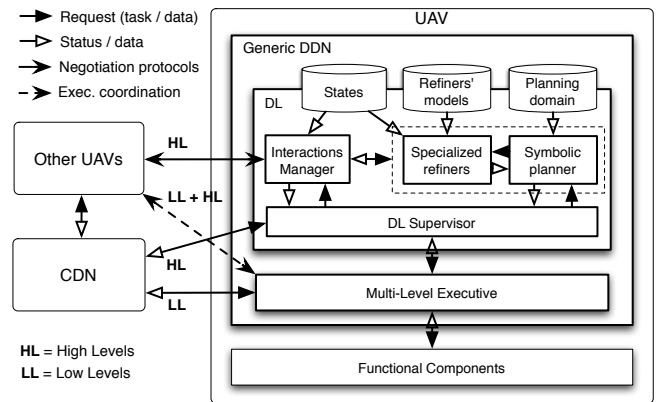 UAV
Request (task / data)
Status / data
Negotiation protocols
Exec. coordination
Generic DDN
DL
States
Refiners'
models
Planning
domain
Other UAVs
HL
Interactions
Manager
Specialized
refiners
Symbolic
planner
LL + HL
DL Supervisor
CDN
HL
LL
Multi-Level Executive
HL = High Levels
LL = Low Levels
Functional Components